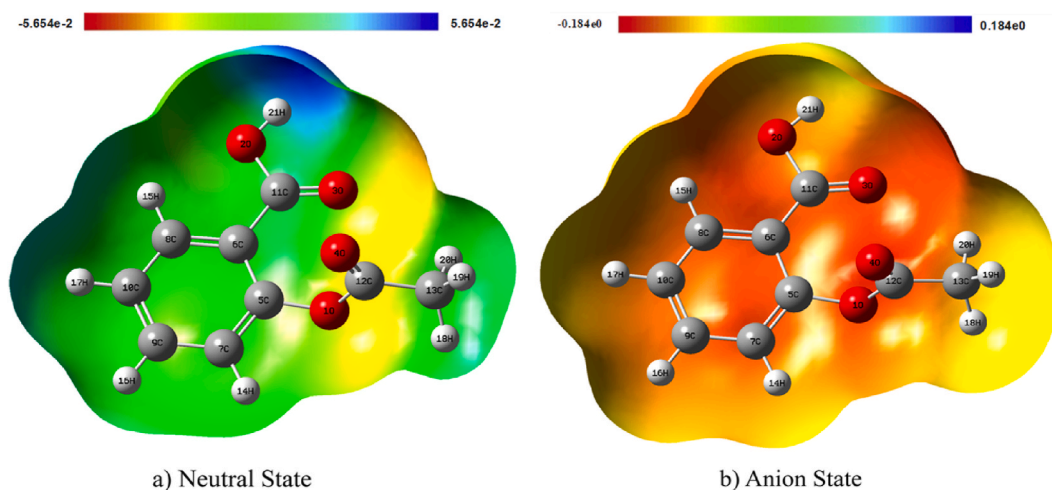 -5.654e-2 5.654e-2 -0.184e0 0.184e0
21H 21H
2O 2O
15H 11C 3O 15H 11C 3O
8C 6C 4O 20H 8C 6C 4O 20H
17H 10C 12C 19H 17H 10C 12C 13C 19H
5C 1O 13C 5C 1O
9C 7C 18H 9C 7C 18H
16H 14H 16H 14H
a) Neutral State b) Anion State